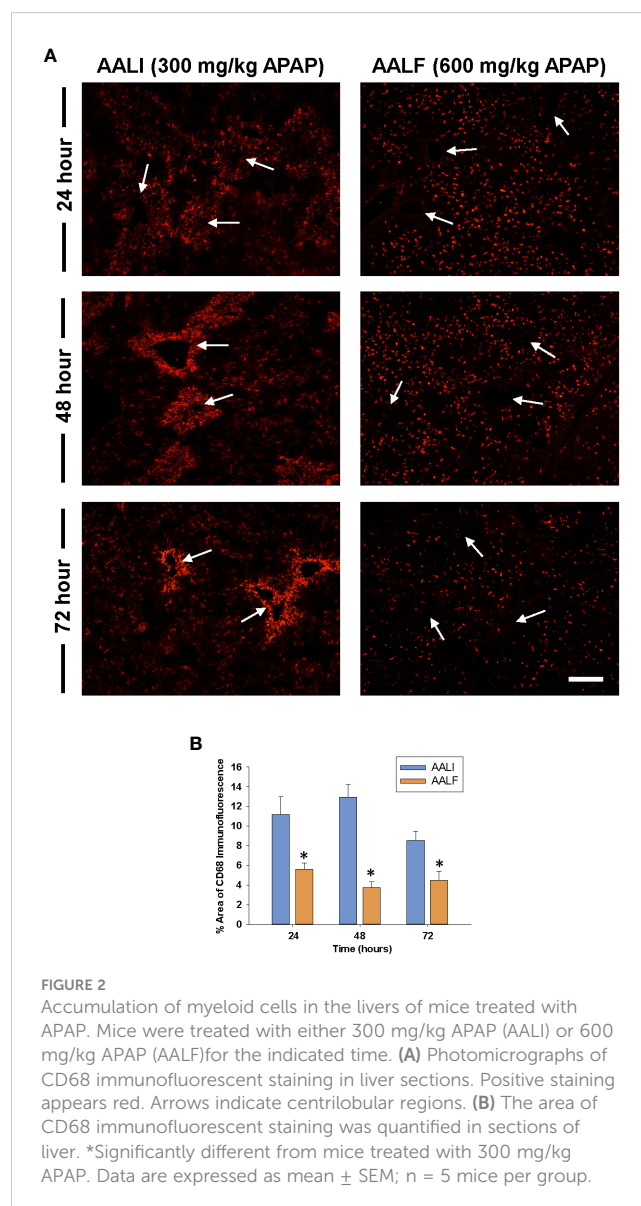 A
AALI (300 mg/kg APAP)
AALF (600 mg/kg APAP)
24 hour
48 hour
72 hour
B
% Area of CD68 Immunofluorescence
16
14
12
10
8
6
4
2
0
AALI
AALF
*
*
*
24
48
72
Time (hours)
FIGURE 2
Accumulation of myeloid cells in the livers of mice treated with
APAP. Mice were treated with either 300 mg/kg APAP (AALI) or 600
mg/kg APAP (AALF)for the indicated time. (A) Photomicrographs of
CD68 immunofluorescent staining in liver sections. Positive staining
appears red. Arrows indicate centrilobular regions. (B) The area of
CD68 immunofluorescent staining was quantified in sections of
liver. *Significantly different from mice treated with 300 mg/kg
APAP. Data are expressed as mean ± SEM; n = 5 mice per group.